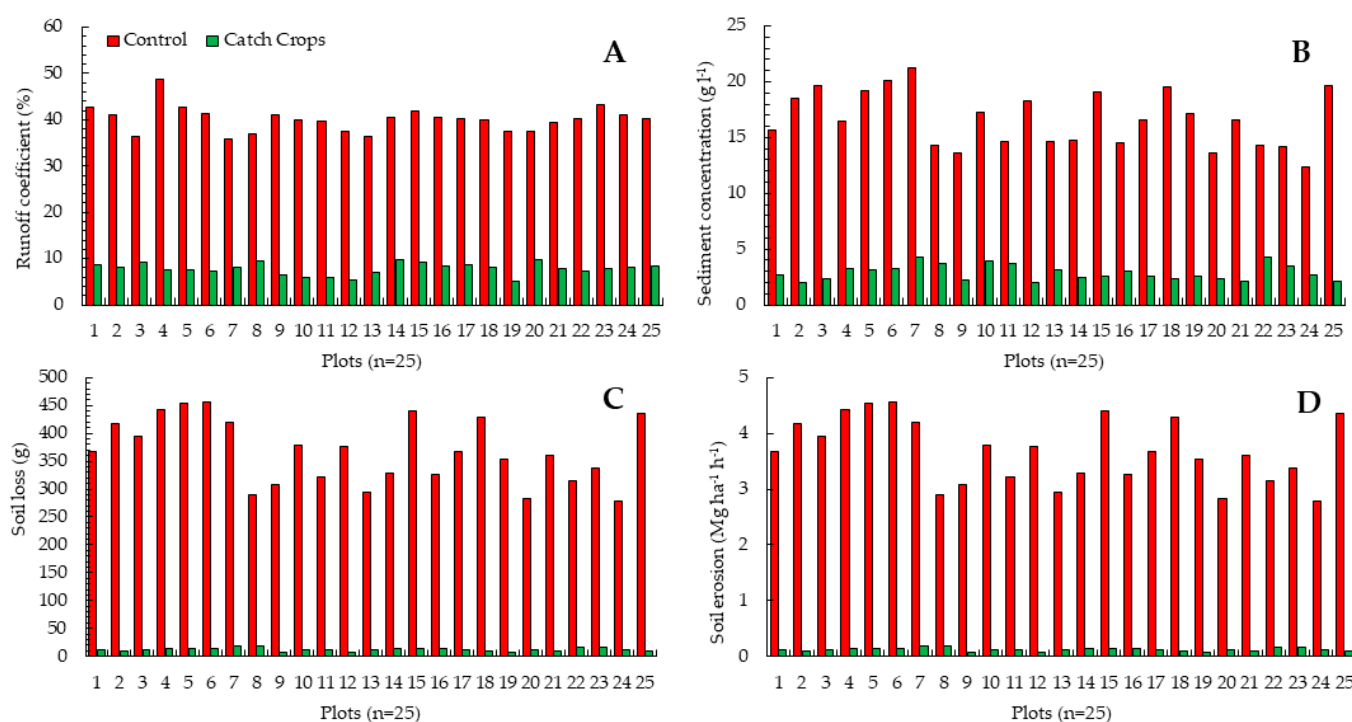 Control Catch Crops
A
Runoff coefficient (%)
60
50
40
30
20
10
0
1 2 3 4 5 6 7 8 9 10 11 12 13 14 15 16 17 18 19 20 21 22 23 24 25
Plots (n=25)
B
Sediment concentration (g l⁻¹)
25
20
15
10
5
0
1 2 3 4 5 6 7 8 9 10 11 12 13 14 15 16 17 18 19 20 21 22 23 24 25
Plots (n=25)
C
Soil loss (g)
500
450
400
350
300
250
200
150
100
50
0
1 2 3 4 5 6 7 8 9 10 11 12 13 14 15 16 17 18 19 20 21 22 23 24 25
Plots (n=25)
D
Soil erosion (Mg ha⁻¹ h⁻¹)
5
4
3
2
1
0
1 2 3 4 5 6 7 8 9 10 11 12 13 14 15 16 17 18 19 20 21 22 23 24 25
Plots (n=25)